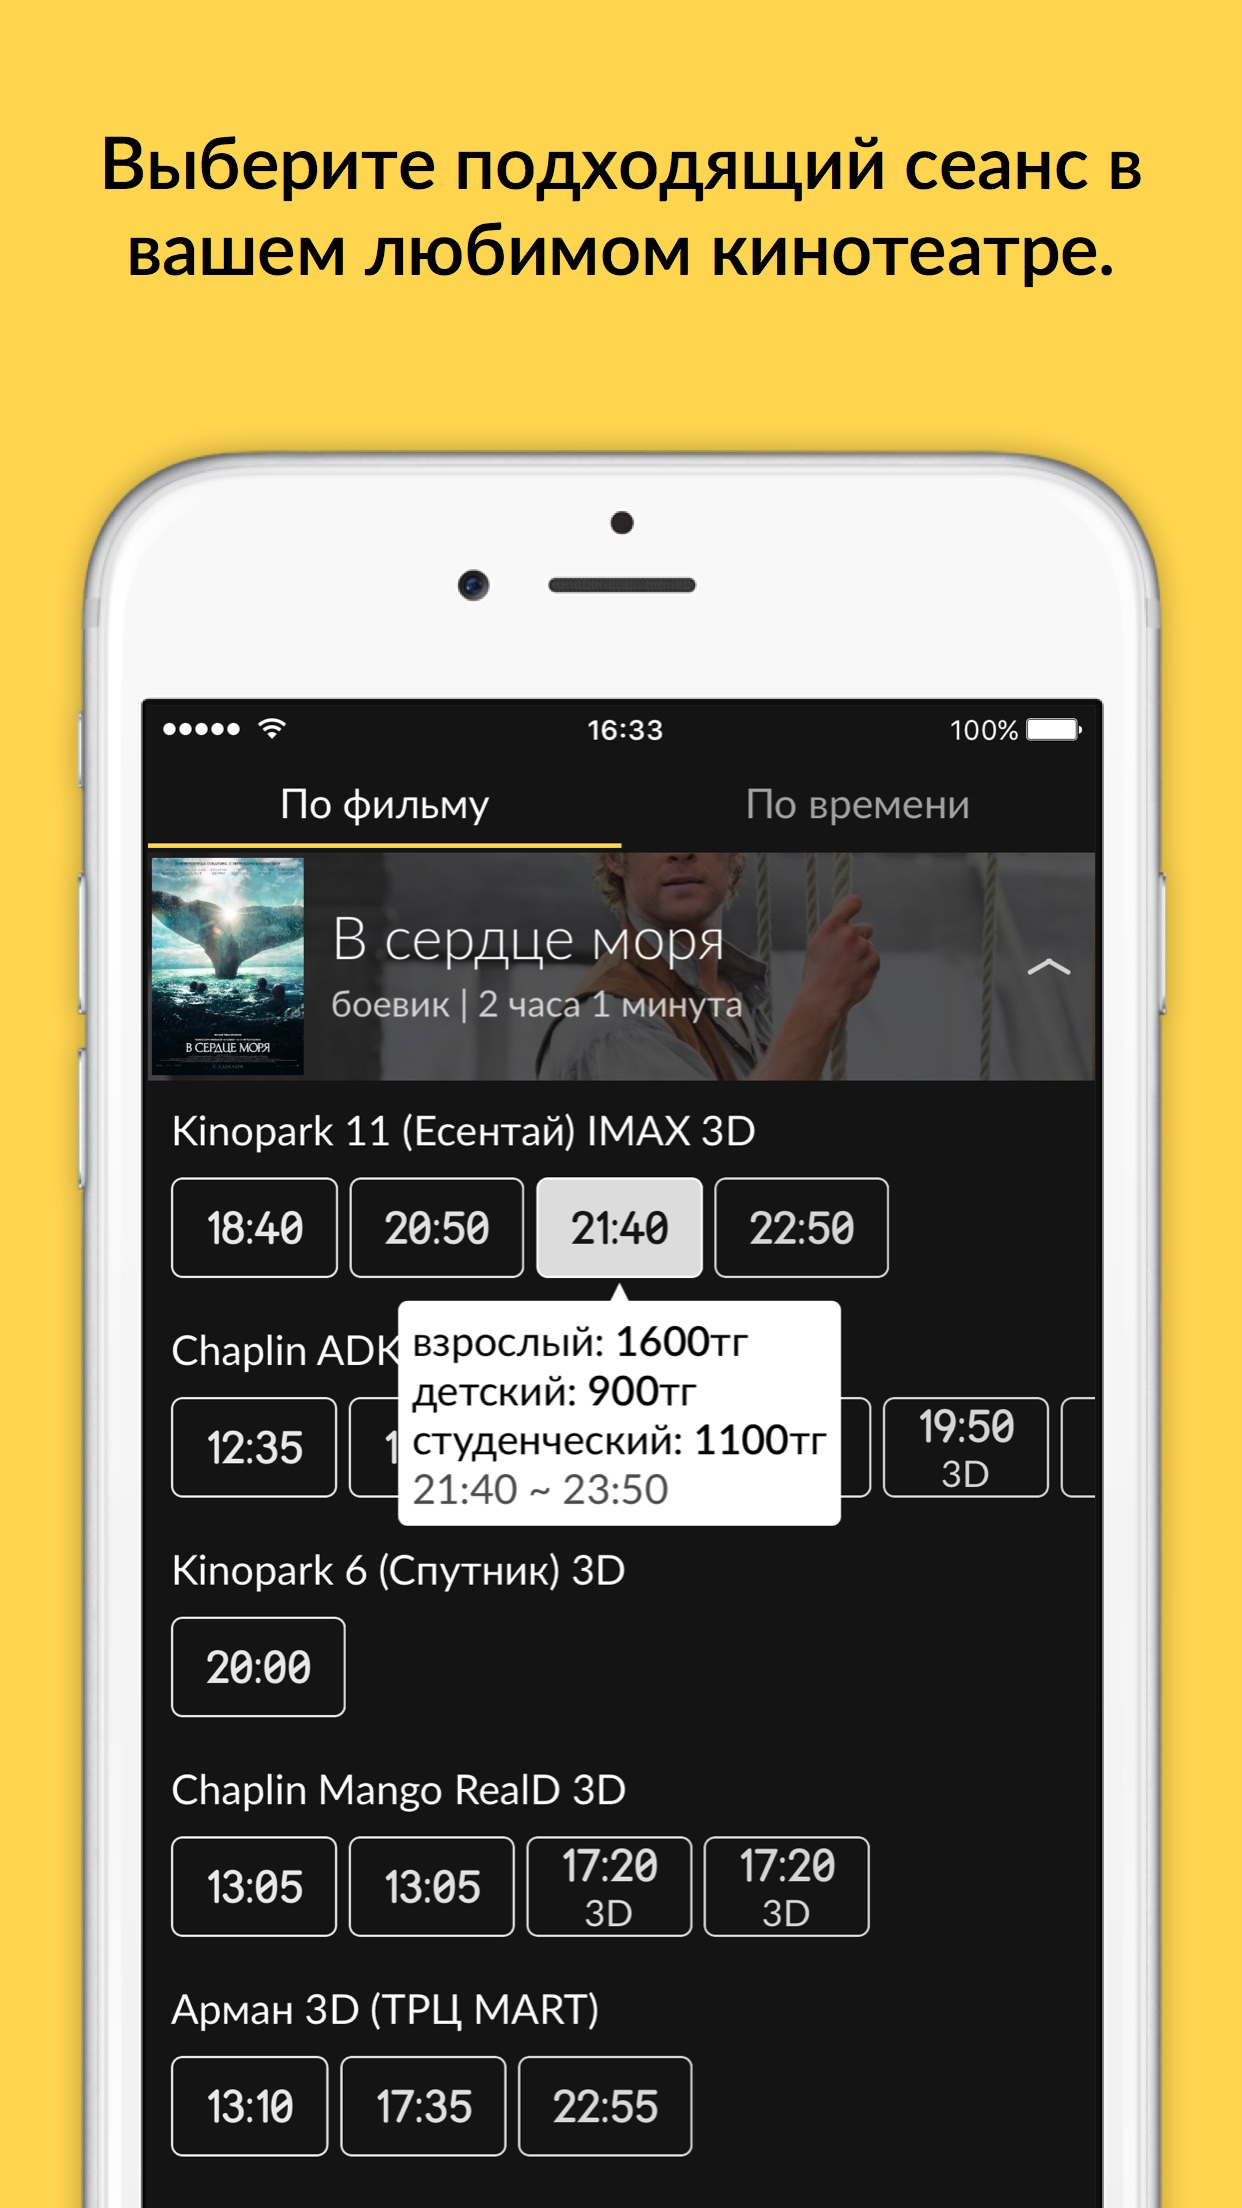 Выберите подходящий сеанс в
вашем любимом кинотеатре.
16:33
100%
По фильму
По времени
В СЕРДЦЕ МОРЯ
В сердце моря
боевик | 2 часа 1 минута
Kinopark 11 (Есентай) IMAX 3D
18:40 20:50 21:40 22:50
взрослый: 1600тг
детский: 900тг
студенческий: 1100тг
21:40 ~ 23:50
Chaplin ADK
12:35
19:50
3D
Kinopark 6 (Спутник) 3D
20:00
Chaplin Mango RealD 3D
13:05 13:05 17:20 17:20
3D 3D
Арман 3D (ТРЦ MART)
13:10 17:35 22:55